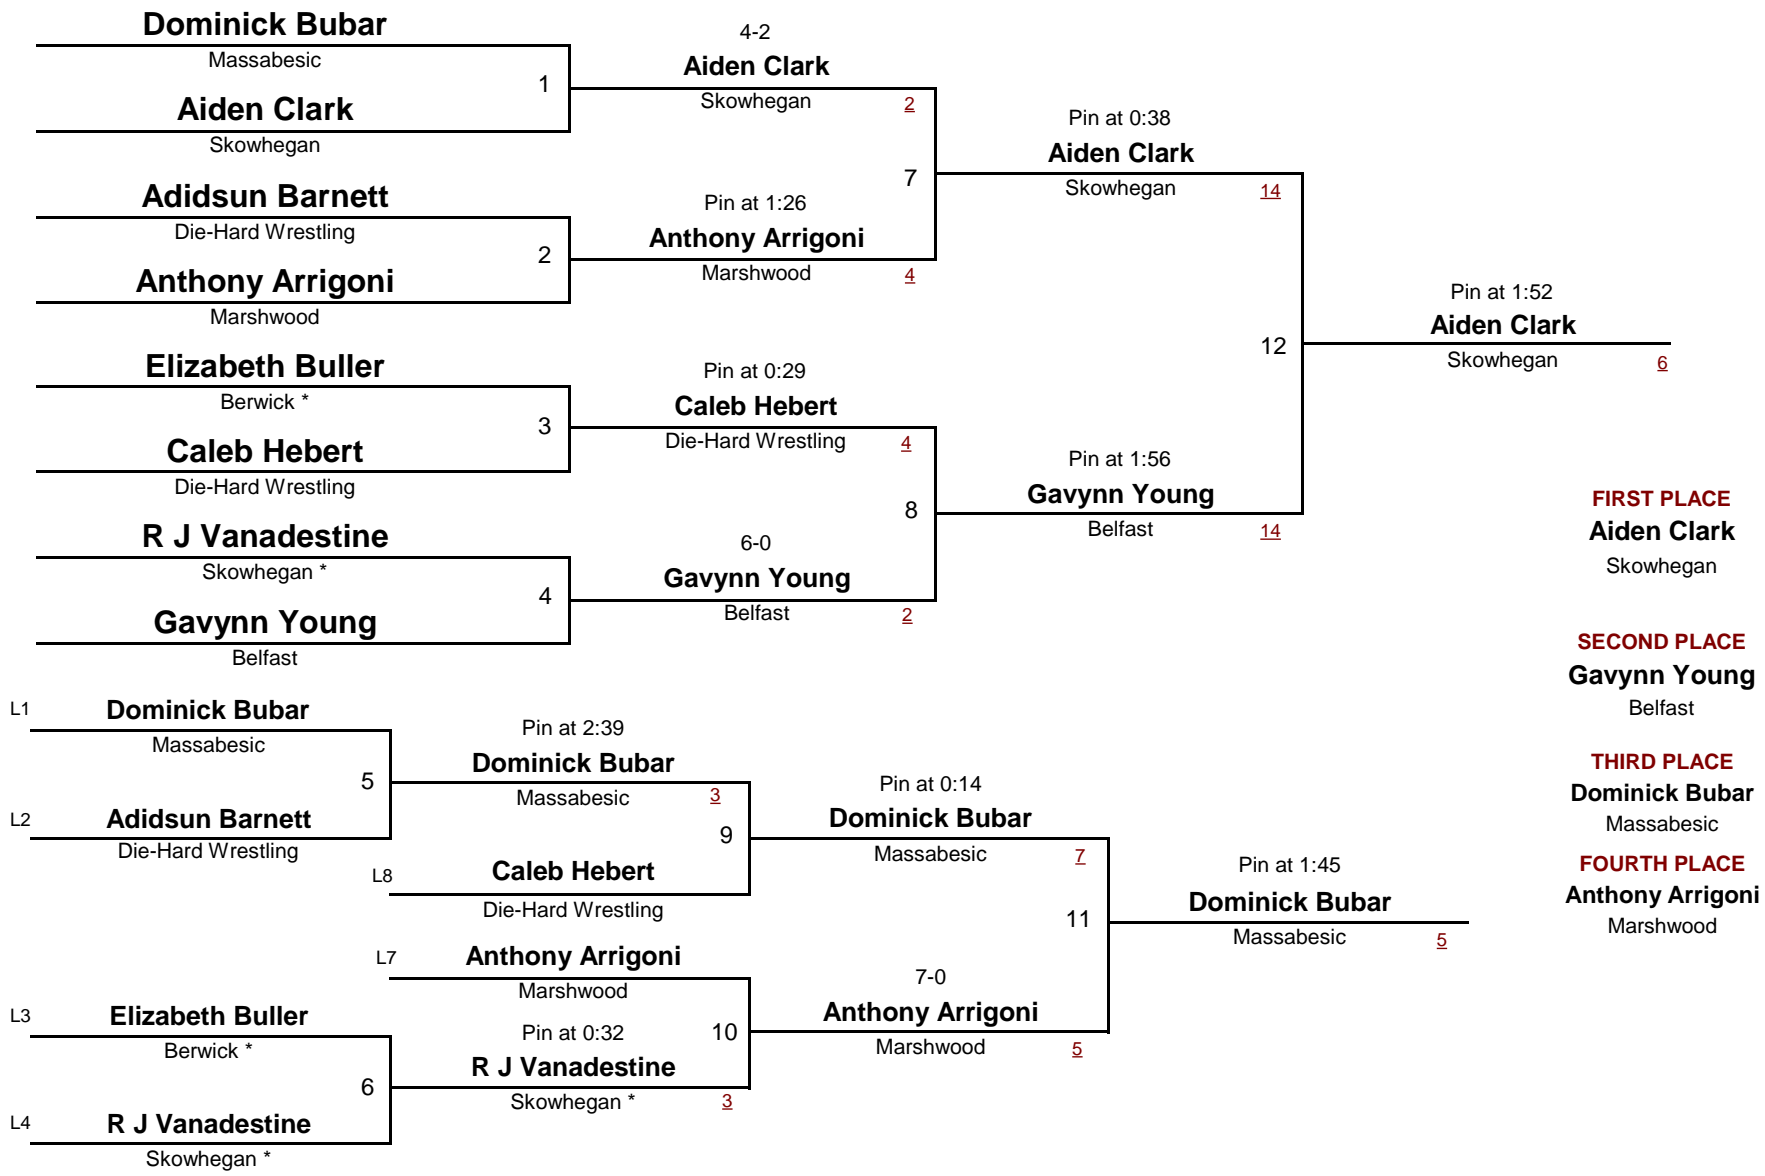 Dominick Bubar
Massabesic
1
Aiden Clark
Skowhegan
Adidsun Barnett
Die-Hard Wrestling
2
Anthony Arrigoni
Marshwood
Elizabeth Buller
Berwick *
3
Caleb Hebert
Die-Hard Wrestling
R J Vanadestine
Skowhegan *
4
Gavynn Young
Belfast
4-2
Aiden Clark
Skowhegan 2
7
Pin at 1:26
Anthony Arrigoni
Marshwood 4
Pin at 0:29
Caleb Hebert
Die-Hard Wrestling 4
8
6-0
Gavynn Young
Belfast 2
Pin at 0:38
Aiden Clark
Skowhegan 14
12
Pin at 1:56
Gavynn Young
Belfast 14
Pin at 1:52
Aiden Clark
Skowhegan 6
FIRST PLACE
Aiden Clark
Skowhegan
SECOND PLACE
Gavynn Young
Belfast
THIRD PLACE
Dominick Bubar
Massabesic
FOURTH PLACE
Anthony Arrigoni
Marshwood
L1 Dominick Bubar
Massabesic
5
L2 Adidsun Barnett
Die-Hard Wrestling
L3 Elizabeth Buller
Berwick *
6
L4 R J Vanadestine
Skowhegan *
Pin at 2:39
Dominick Bubar
Massabesic 3
9
L8 Caleb Hebert
Die-Hard Wrestling
L7 Anthony Arrigoni
Marshwood
10
Pin at 0:32
R J Vanadestine
Skowhegan * 3
Pin at 0:14
Dominick Bubar
Massabesic 7
11
7-0
Anthony Arrigoni
Marshwood 5
Pin at 1:45
Dominick Bubar
Massabesic 5